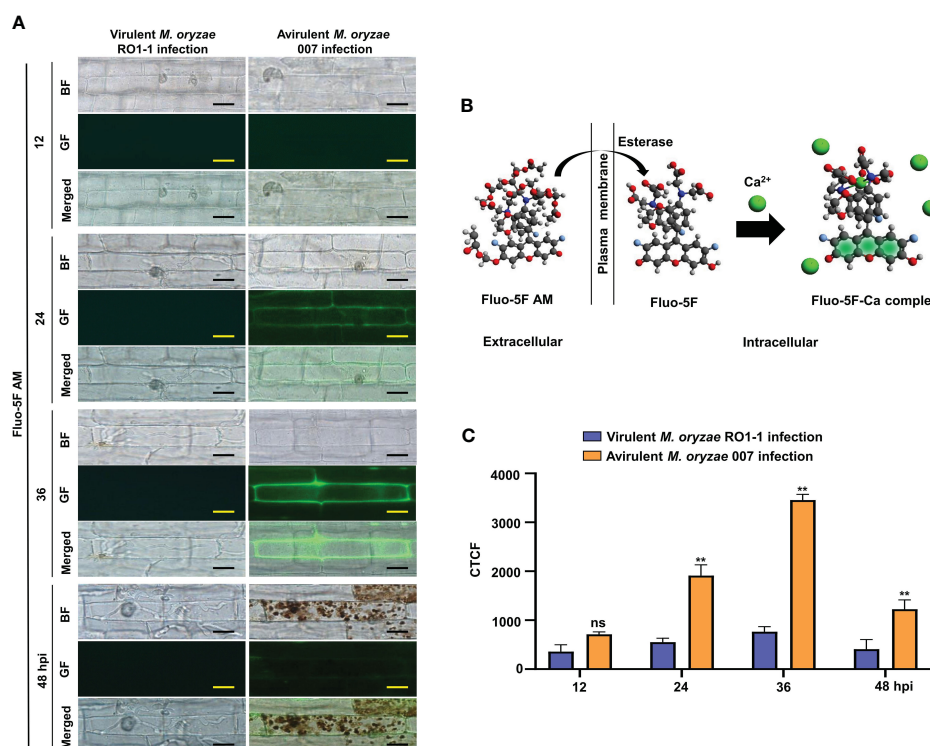 A
Virulent M. oryzae
RO1-1 infection
Avirulent M. oryzae
007 infection
Fluo-5F AM
12
BF
GF
Merged
24
BF
GF
Merged
36
BF
GF
Merged
48 hpi
BF
GF
Merged
B
Plasma membrane
Esterase
Ca2+
Fluo-5F AM
Fluo-5F
Fluo-5F-Ca comple
Extracellular
Intracellular
C
Virulent M. oryzae RO1-1 infection
Avirulent M. oryzae 007 infection
CTCF
4000
3000
2000
1000
0
ns
**
**
**
12
24
36
48 hpi